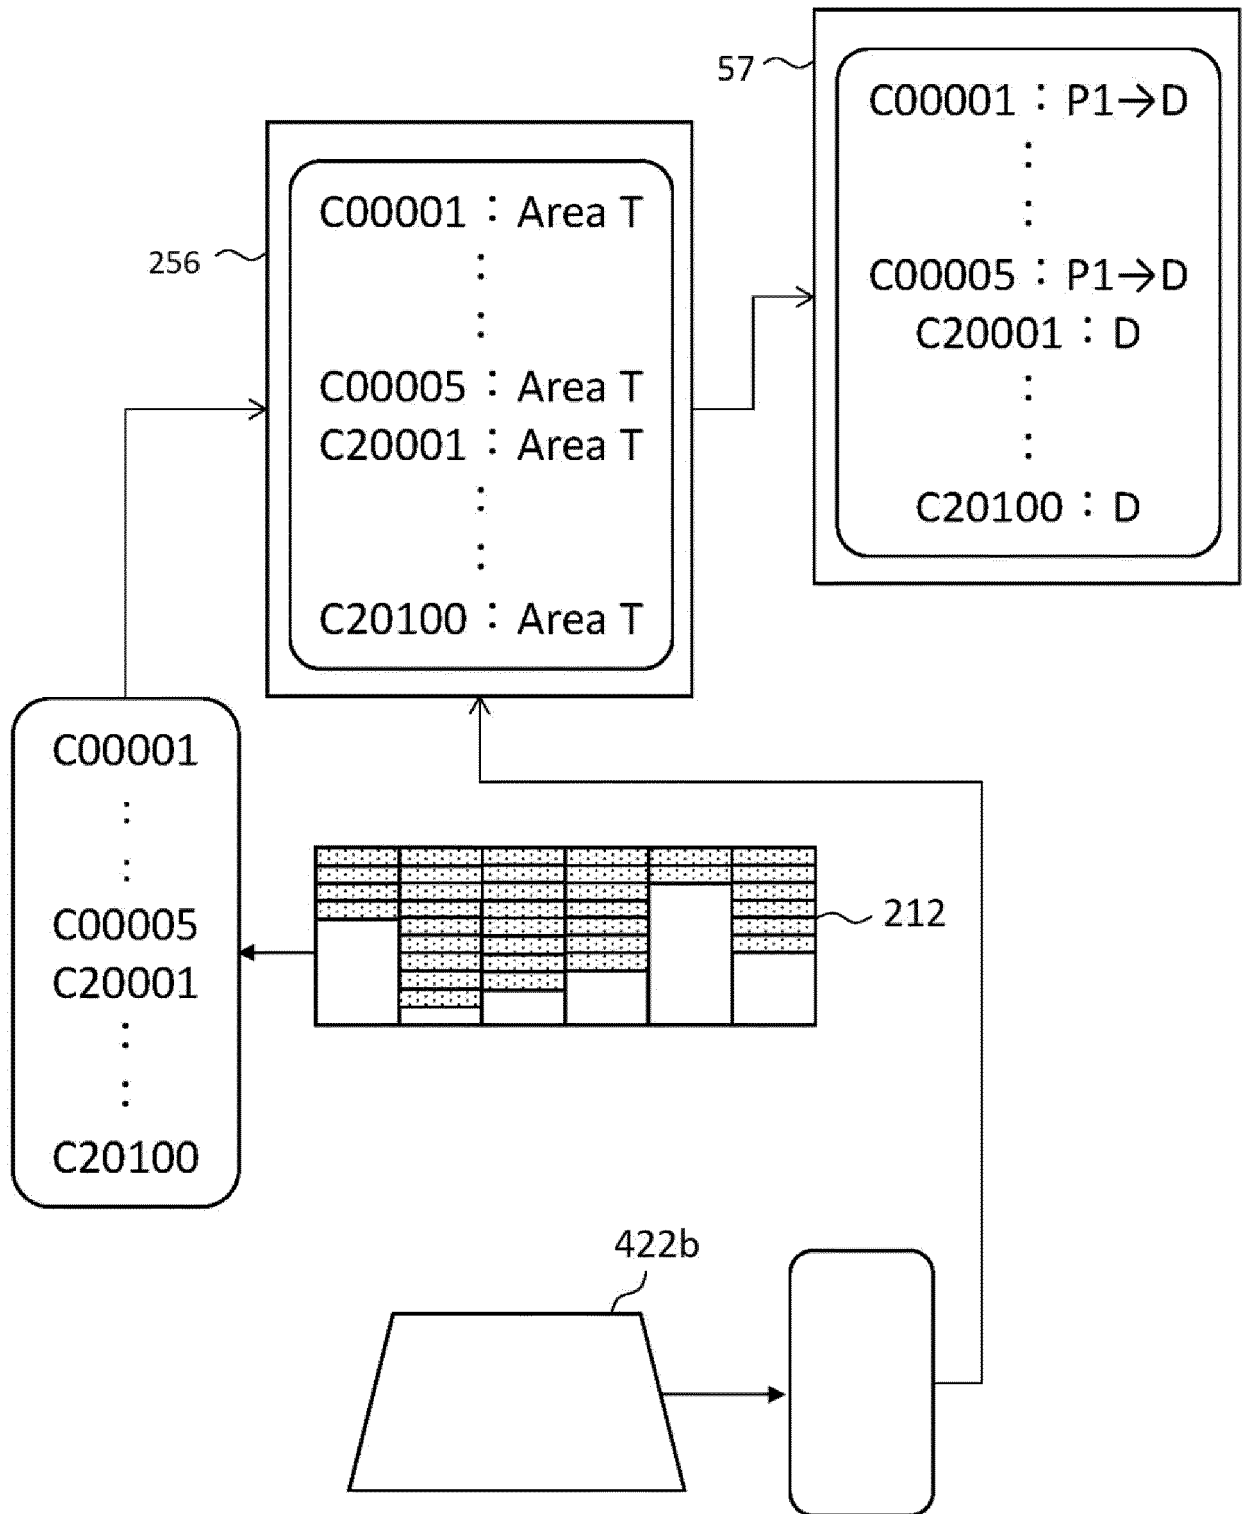 57
C00001 : P1→D
:
:
C00005 : P1→D
C20001 : D
:
:
C20100 : D
256
C00001 : Area T
:
:
C00005 : Area T
C20001 : Area T
:
:
C20100 : Area T
C00001
:
:
C00005
C20001
:
:
C20100
212
422b